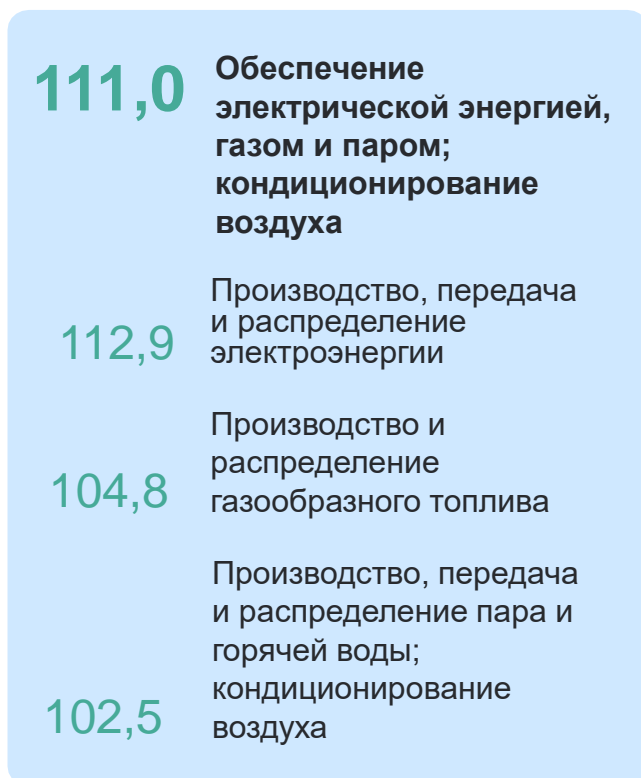 111,0
Обеспечение
электрической энергией,
газом и паром;
кондиционирование
воздуха
112,9
Производство, передача
и распределение
электроэнергии
104,8
Производство и
распределение
газообразного топлива
102,5
Производство, передача
и распределение пара и
горячей воды;
кондиционирование
воздуха